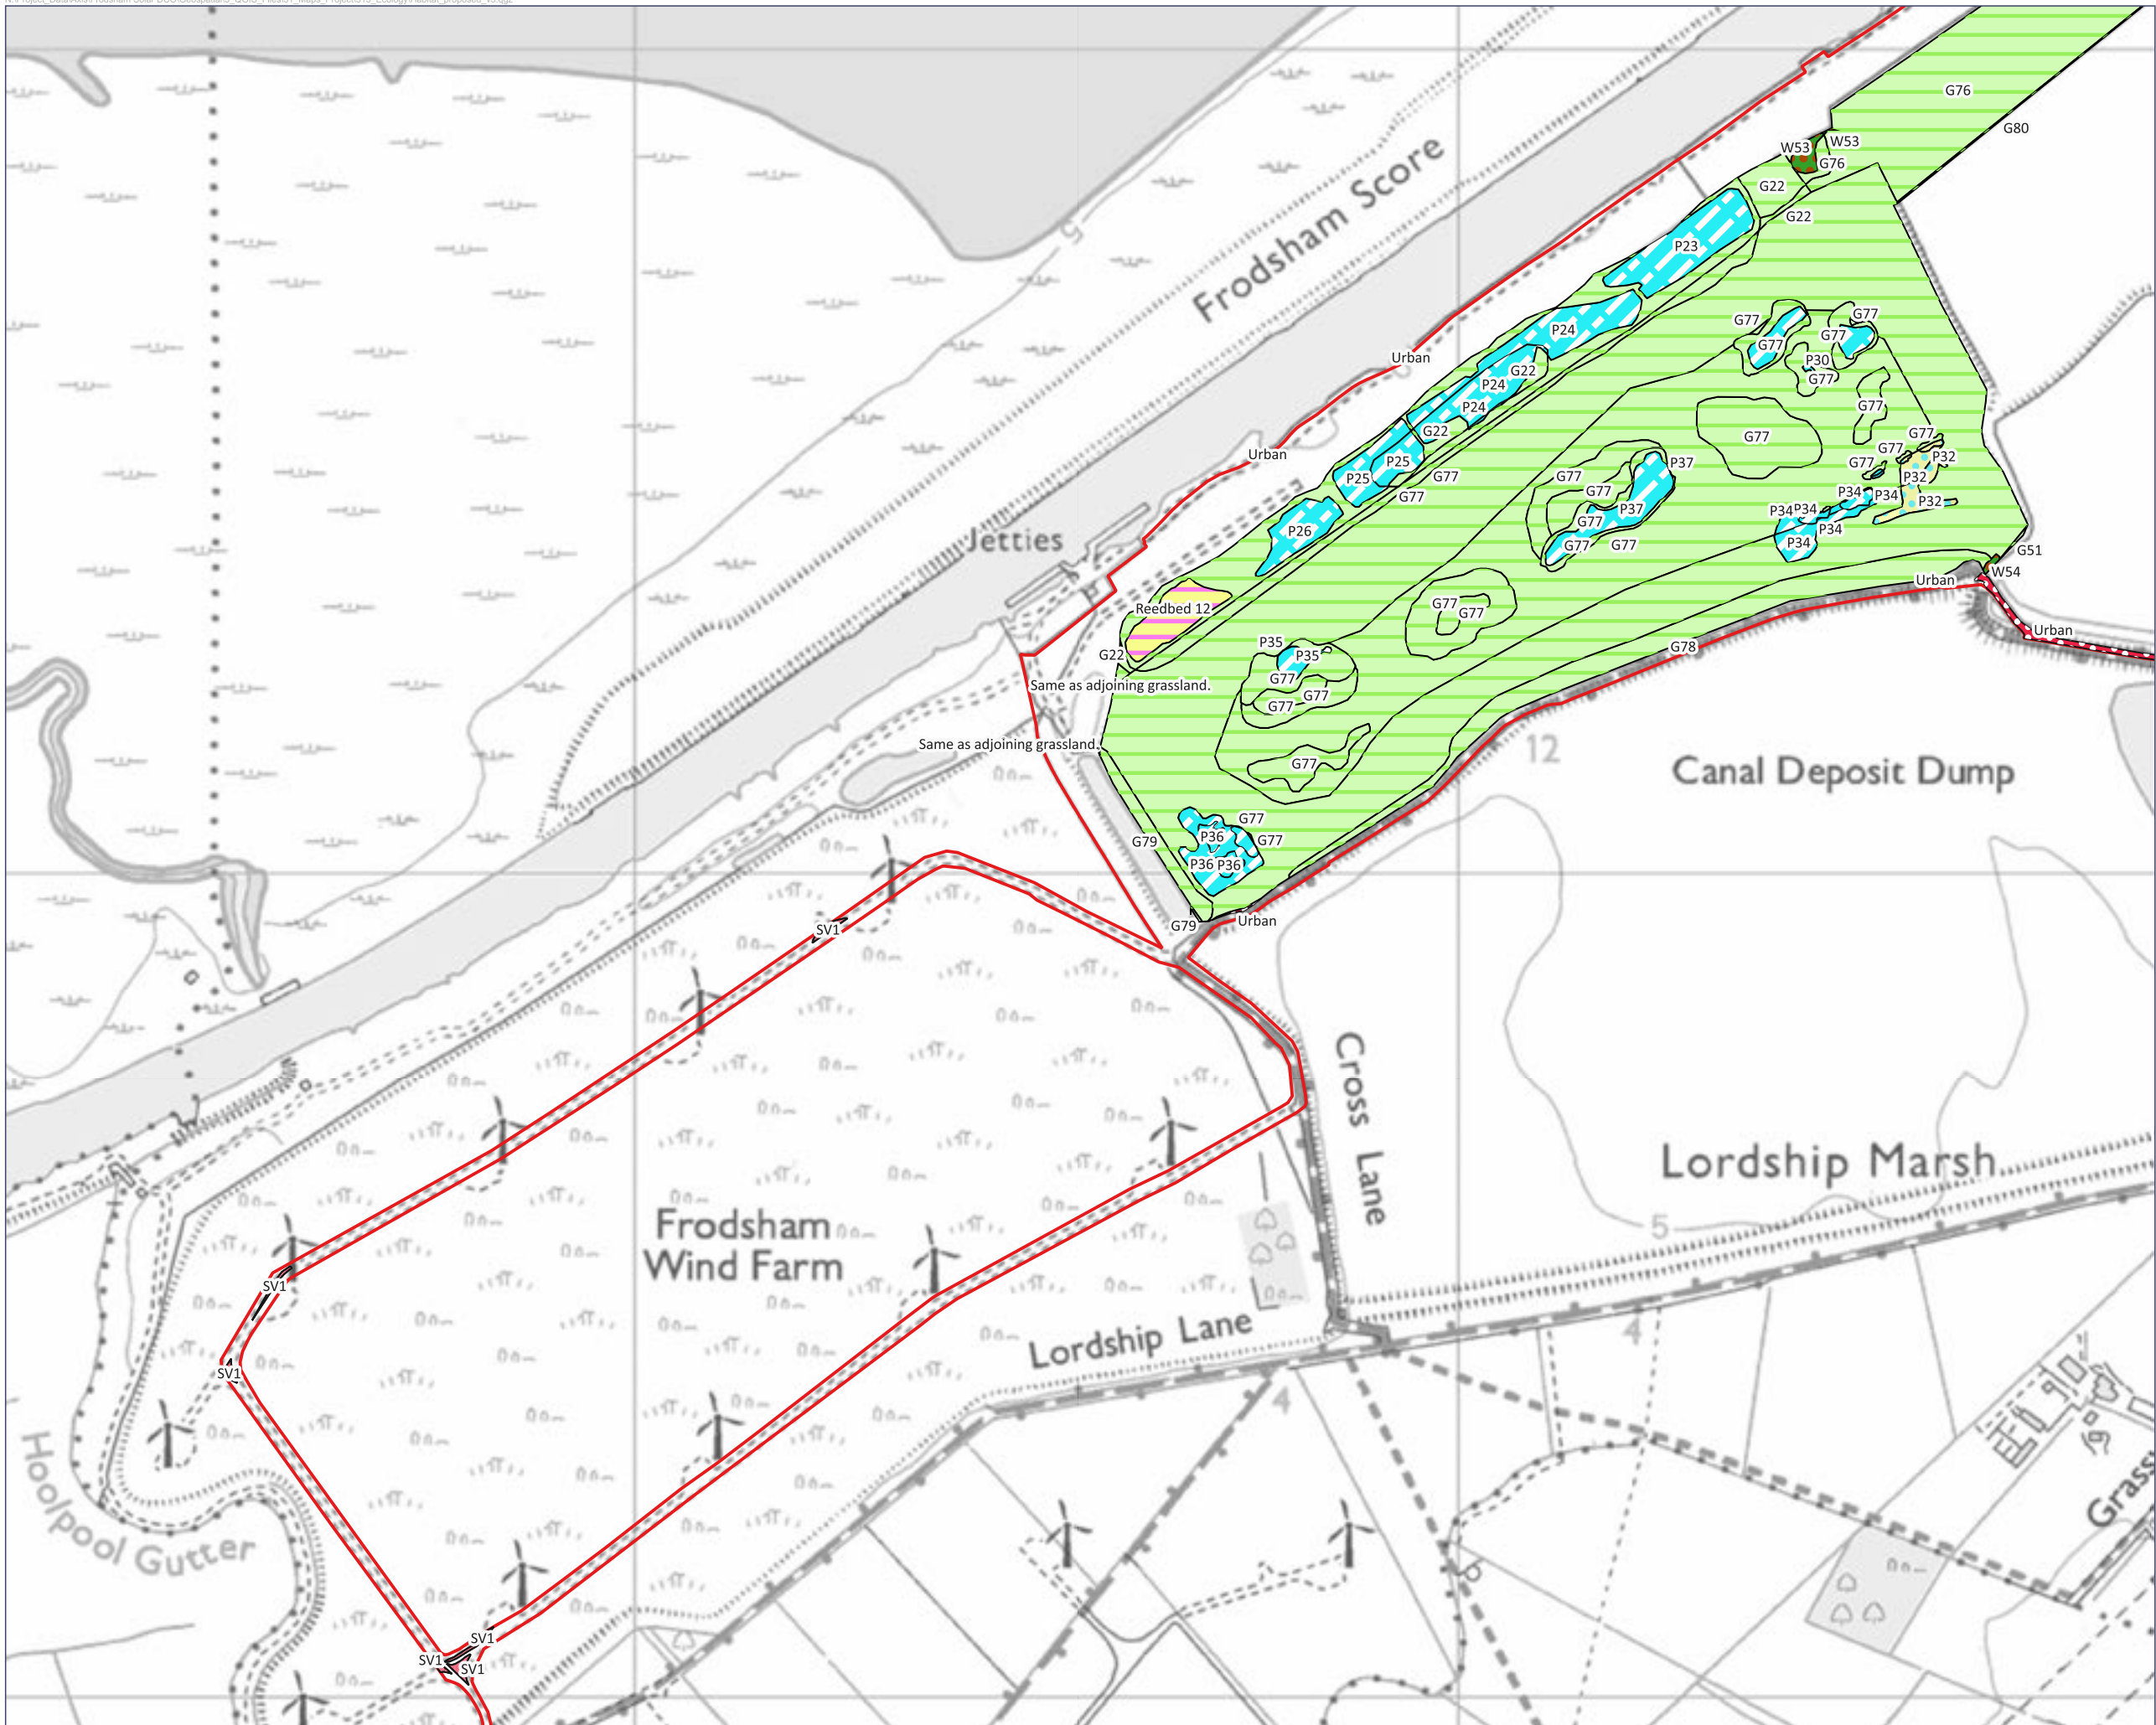 G76
G80
W53
W53
G76
G22
G22
P23
Frodsham Score
5
G77
G77
G77
G77
P24
P30
G77
Urban
G22
P24
P24
G77
G77
G22
G77
Urban
G77
G77
P32
P25
P25
G77
G77
P37
G77
P32
G77
G77
P34
P34
P32
P37
P26
G77
P34
P34
P34
P34
Jetties
G77
G77
G51
W54
Urban
Reedbed 12
G77
G77
Urban
P35
P35
G78
G22
G77
Same as adjoining grassland.
G77
G77
Same as adjoining grassland.
12
G77
Canal Deposit Dump
G77
P36
G77
G79
P36
P36
Urban
G79
SV1
Cross Lane
Lordship Marsh
Frodsham
Wind Farm
5
Lordship Lane
4
SV1
SV1
4
Hoolpool Gutter
Grass
6
SV1
SV1
SV1